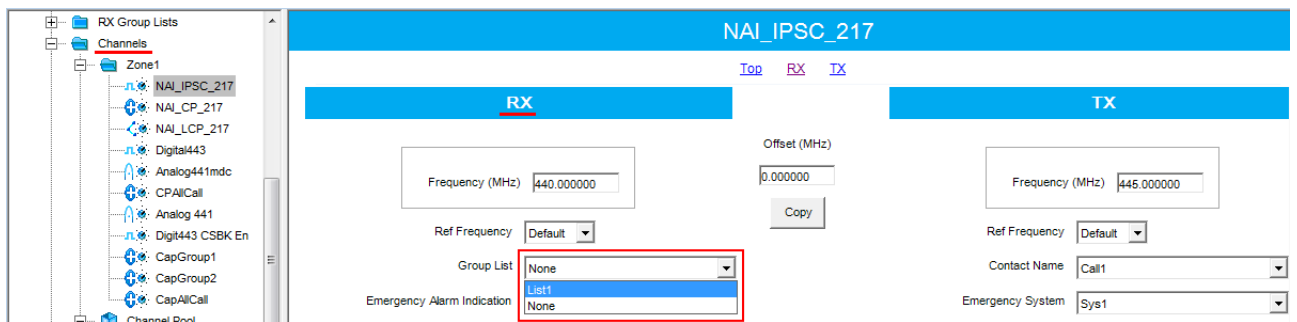 RX Group Lists
Channels
Zone1
NAI_IPSC_217
NAI_CP_217
NAI_LCP_217
Digital443
Analog441mdc
CPAllCall
Analog 441
Digit443 CSBK En
CapGroup1
CapGroup2
CapAllCall
Channel Pool
NAI_IPSC_217
Top RX TX
RX
Frequency (MHz) 440.000000
Ref Frequency Default
Group List None
List1
None
Emergency Alarm Indication
Offset (MHz)
0.000000
Copy
TX
Frequency (MHz) 445.000000
Ref Frequency Default
Contact Name Call1
Emergency System Sys1